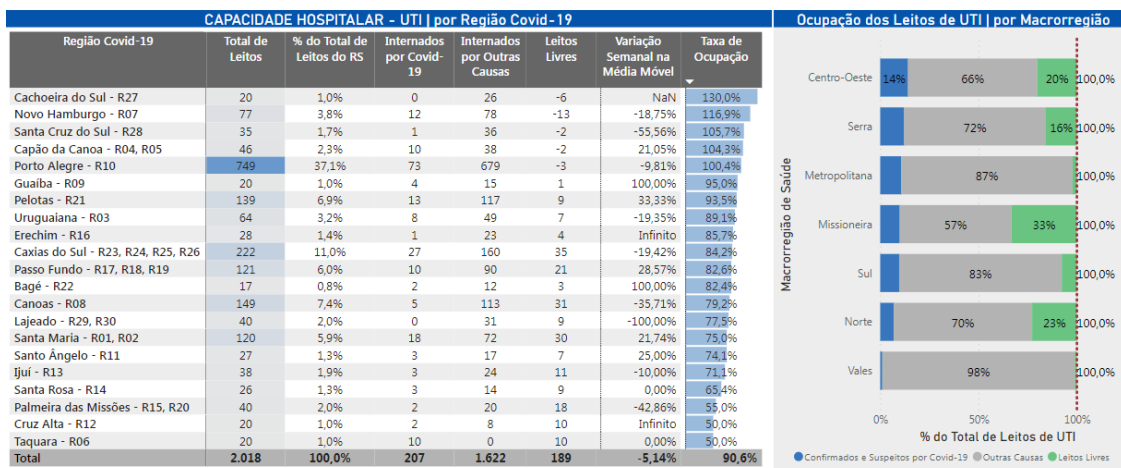 CAPACIDADE HOSPITALAR - UTI | por Região Covid-19
Região Covid-19 Total de Leitos % do Total de Leitos do RS Internados por Covid-19 Internados por Outras Causas Leitos Livres Variação Semanal na Média Móvel Taxa de Ocupação
Cachoeira do Sul - R27 20 1,0% 0 26 -6 NaN 130,0%
Novo Hamburgo - R07 77 3,8% 12 78 -13 -18,75% 116,9%
Santa Cruz do Sul - R28 35 1,7% 1 36 -2 -55,56% 105,7%
Capão da Canoa - R04, R05 46 2,3% 10 38 -2 21,05% 104,3%
Porto Alegre - R10 749 37,1% 73 679 -3 -9,81% 100,4%
Guaíba - R09 20 1,0% 4 15 1 100,00% 95,0%
Pelotas - R21 139 6,9% 13 117 9 33,33% 93,5%
Uruguaiana - R03 64 3,2% 8 49 7 -19,35% 89,1%
Erechim - R16 28 1,4% 1 23 4 Infinito 85,7%
Caxias do Sul - R23, R24, R25, R26 222 11,0% 27 160 35 -19,42% 84,2%
Passo Fundo - R17, R18, R19 121 6,0% 10 90 21 28,57% 82,6%
Bagé - R22 17 0,8% 2 12 3 100,00% 82,4%
Canoas - R08 149 7,4% 5 113 31 -35,71% 79,2%
Lajeado - R29, R30 40 2,0% 0 31 9 -100,00% 77,5%
Santa Maria - R01, R02 120 5,9% 18 72 30 21,74% 75,0%
Santo Ângelo - R11 27 1,3% 3 17 7 25,00% 74,1%
Ijuí - R13 38 1,9% 3 24 11 -10,00% 71,1%
Santa Rosa - R14 26 1,3% 3 14 9 0,00% 65,4%
Palmeira das Missões - R15, R20 40 2,0% 2 20 18 -42,86% 55,0%
Cruz Alta - R12 20 1,0% 2 8 10 Infinito 50,0%
Taquara - R06 20 1,0% 10 0 10 0,00% 50,0%
Total 2.018 100,0% 207 1.622 189 -5,14% 90,6%
Ocupação dos Leitos de UTI | por Macrorregião
Macrorregião de Saúde
Centro-Oeste 14% 66% 20% 100,0%
Serra 72% 16% 100,0%
Metropolitana 87% 100,0%
Missioneira 57% 33% 100,0%
Sul 83% 100,0%
Norte 70% 23% 100,0%
Vales 98% 100,0%
0% 50% 100%
% do Total de Leitos de UTI
Confirmados e Suspeitos por Covid-19 Outras Causas Leitos Livres